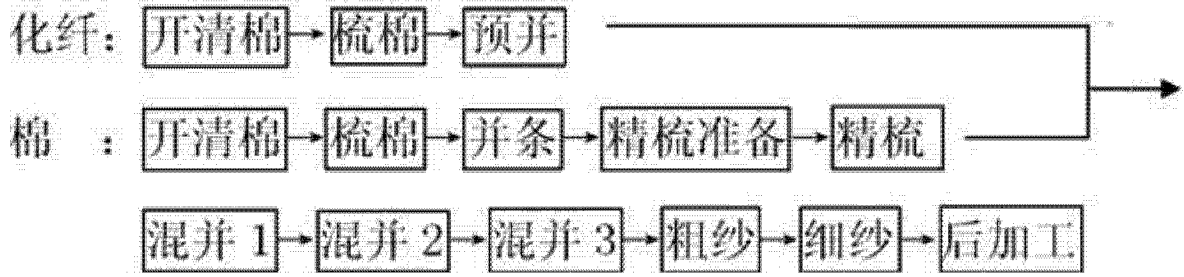 化纤: 开清棉 梳棉 预并
棉 : 开清棉 梳棉 并条 精梳准备 精梳
混并 1 混并 2 混并 3 粗纱 细纱 后加工